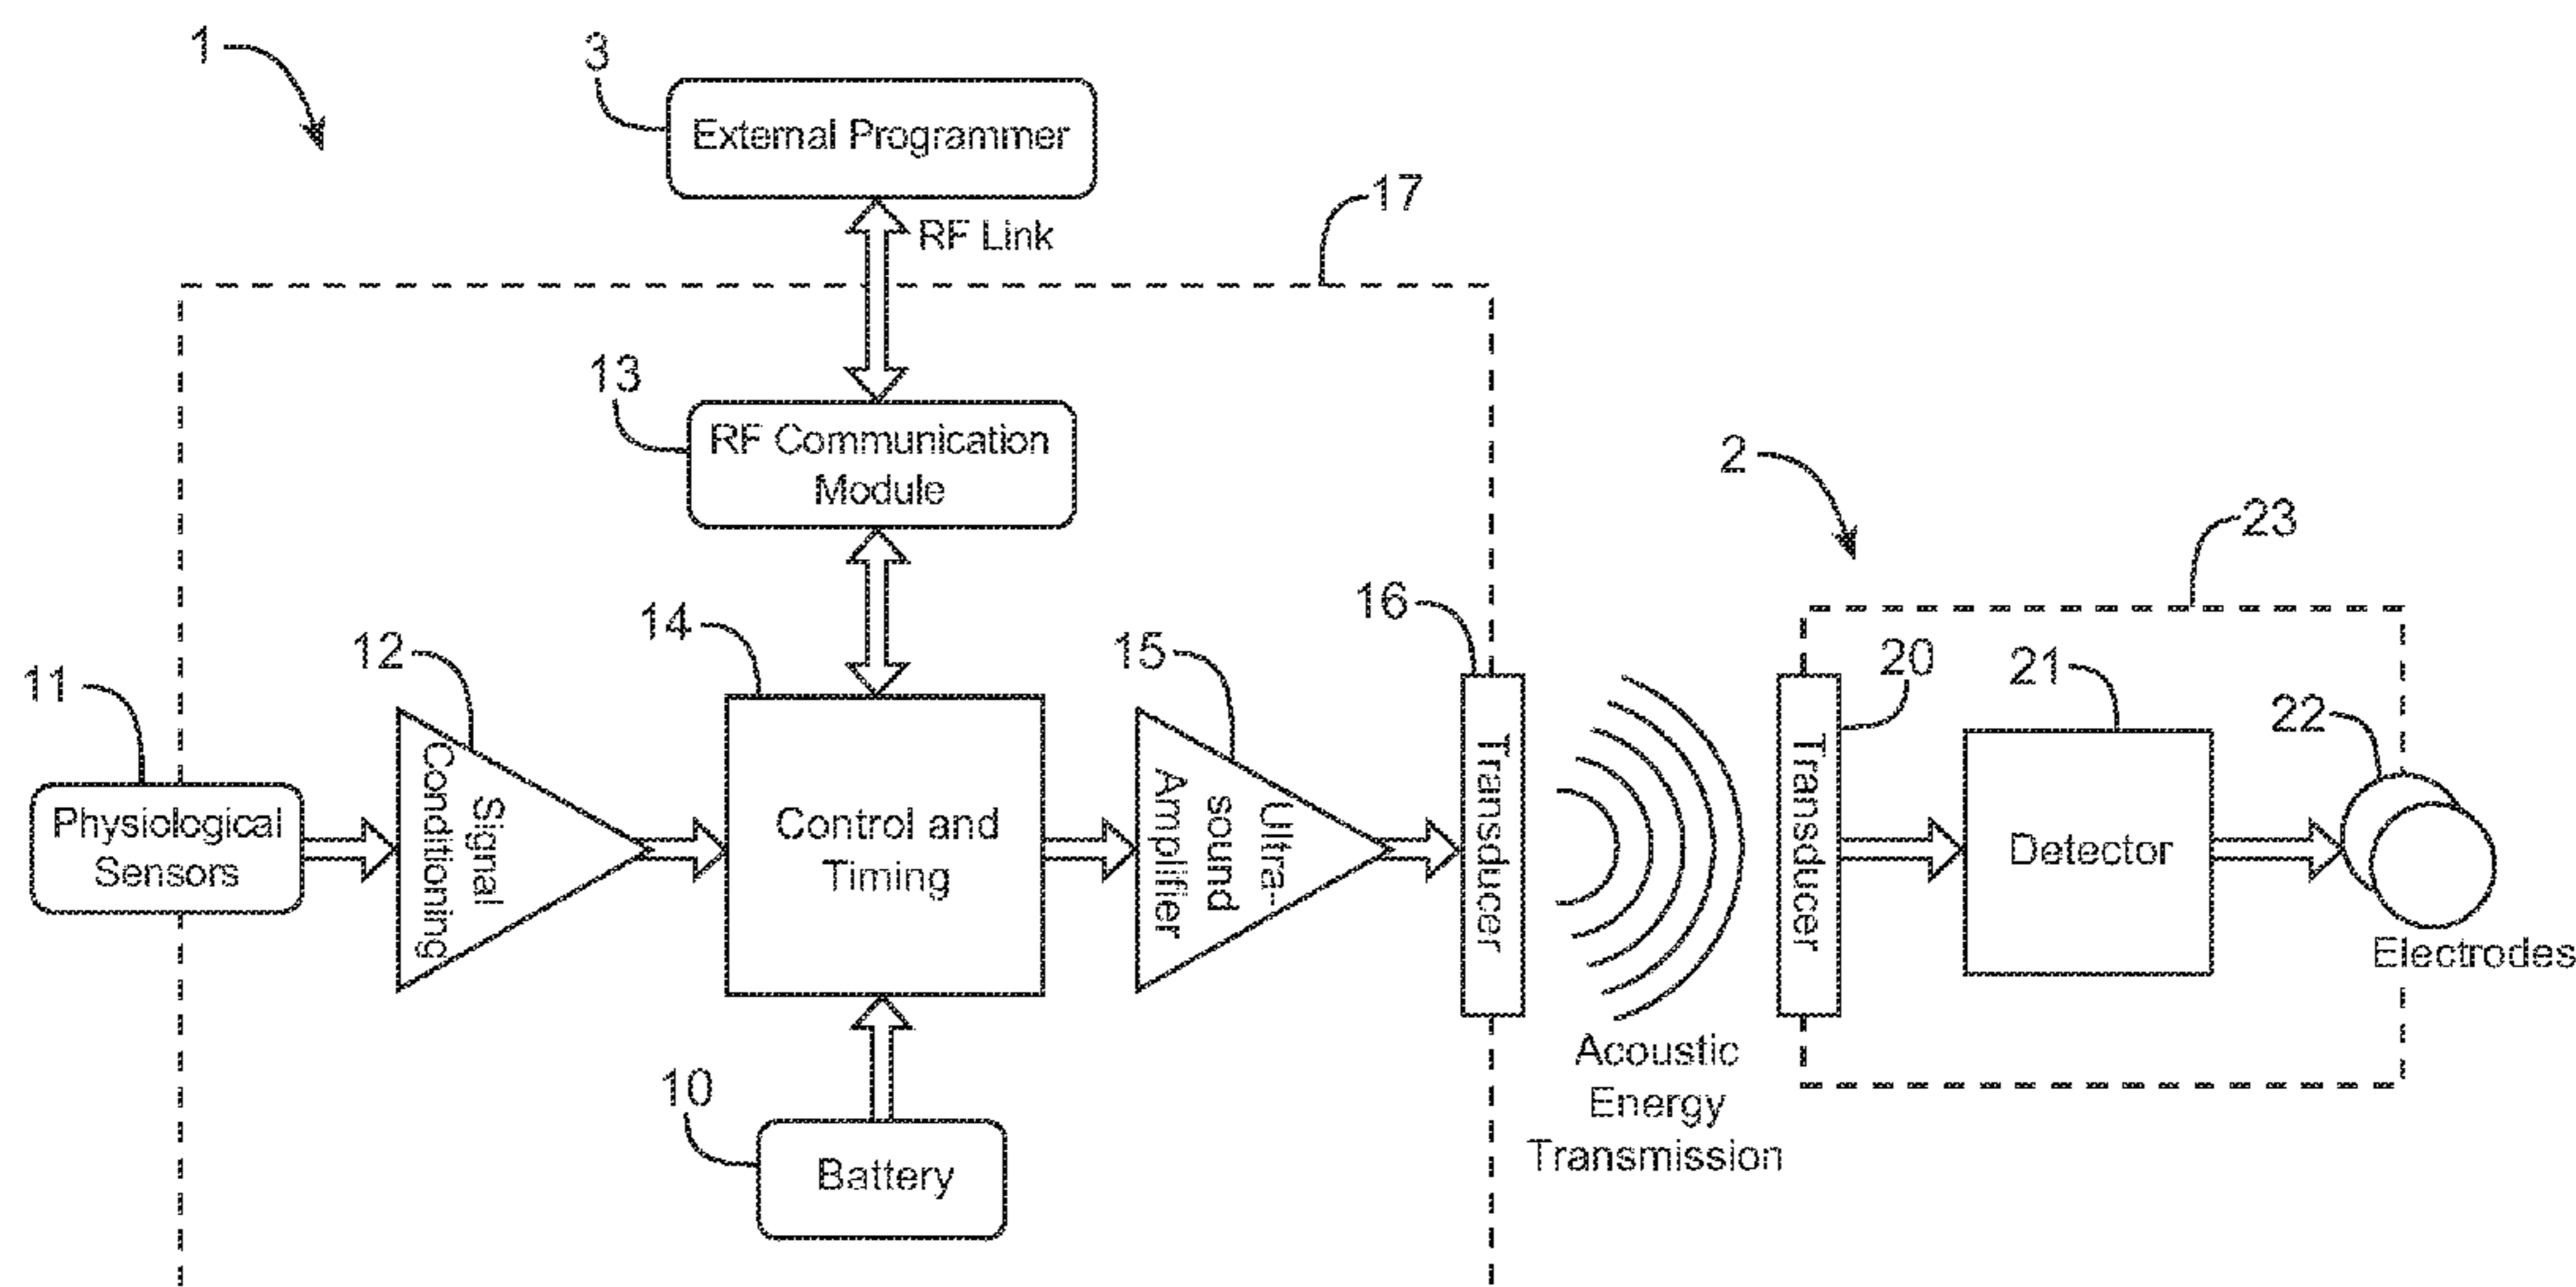 1
3
External Programmer
17
RF Link
13
RF Communication
Module
2
23
16
14
12
15
20
21
11
22
Physiological
Sensors
Signal
Conditioning
Control and
Timing
Ultra-
sound
Amplifier
Transducer
Transducer
Detector
Electrodes
Acoustic
Energy
Transmission
10
Battery